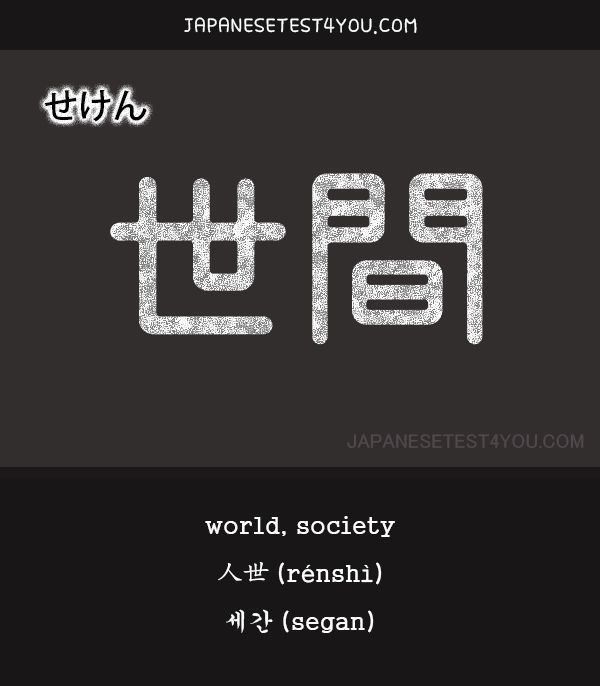 JAPANESETEST4YOU.COM
せけん
世間
JAPANESETEST4YOU.COM
world, society
人世 (rénshì)
세간 (segan)